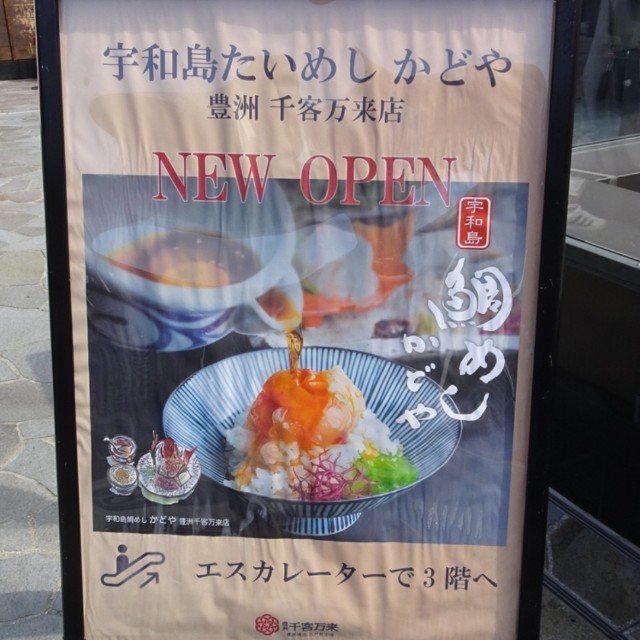 宇和島たいめし かどや
豊洲 千客万来店
NEW OPEN
宇和島
鯛めし
かどや
宇和島鯛めし かどや 豊洲千客万来店
エスカレーターで3階へ
豊洲 千客万来